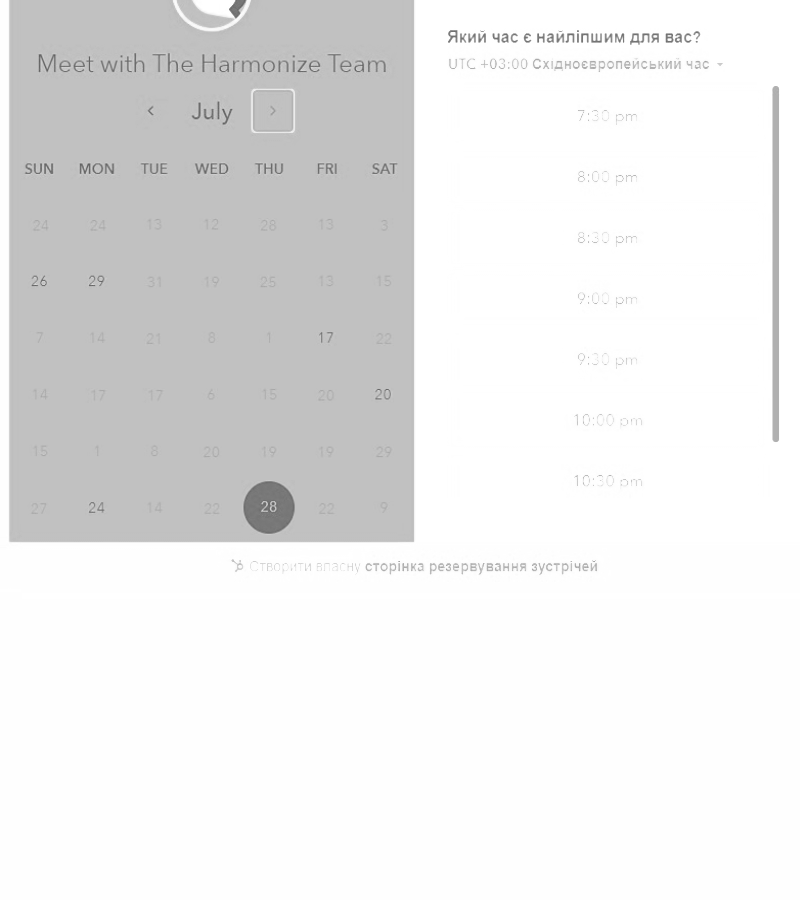 Meet with The Harmonize Team
July
SUN MON TUE WED THU FRI SAT
24 24 13 12 28 13 3
26 29 31 19 25 13 15
7 14 21 8 1 17 22
14 17 17 6 15 20 20
15 1 8 20 19 19 29
27 24 14 22 28 22 9
Який час є найліпшим для вас?
UTC +03:00 Східноєвропейський час
7:30 pm
8:00 pm
8:30 pm
9:00 pm
9:30 pm
10:00 pm
10:30 pm
Створити власну сторінка резервування зустрічей